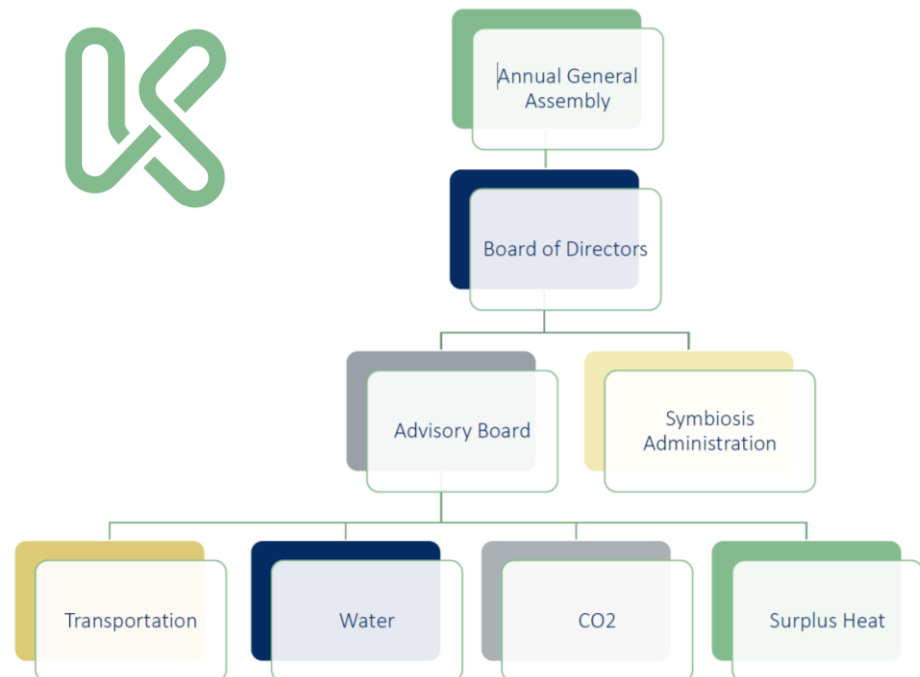 Annual General
Assembly
Board of Directors
Advisory Board
Symbiosis
Administration
Transportation
Water
CO2
Surplus Heat